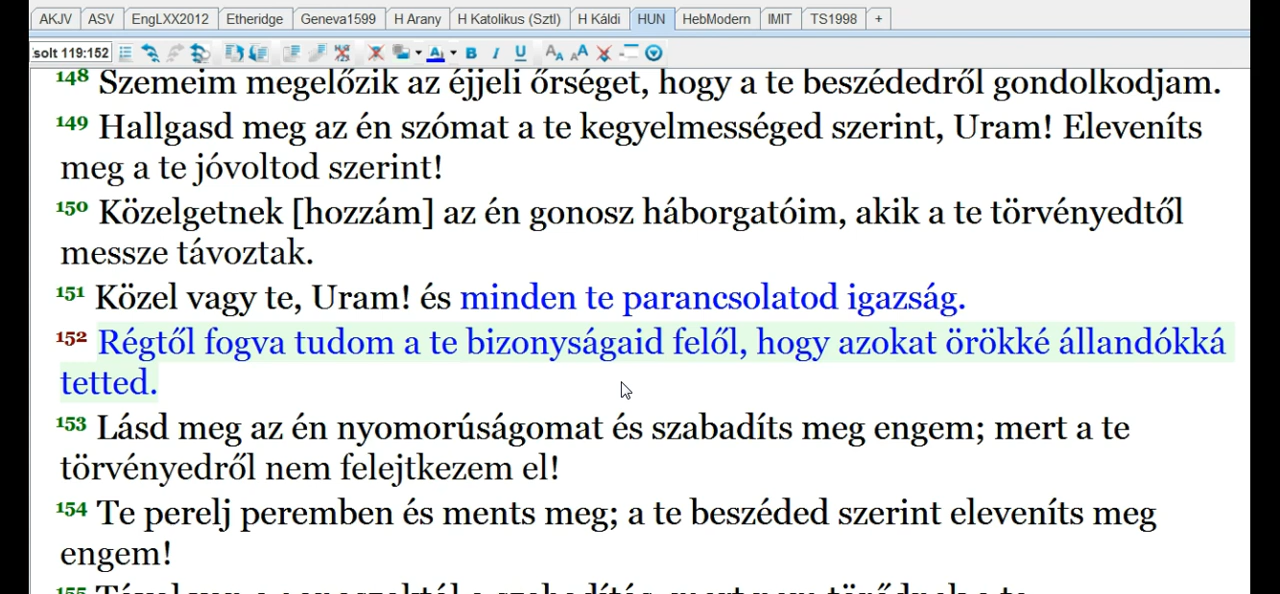 AKJV ASV EngLXX2012 Etheridge Geneva1599 H Arany H Katolikus (Sztl) H Káldi HUN HebModern IMIT TS1998 +
solt 119:152
148 Szemeim megelőzik az éjjeli őrséget, hogy a te beszédedről gondolkodjam.
149 Hallgasd meg az én szómat a te kegyelmességed szerint, Uram! Eleveníts
meg a te jóvoltod szerint!
150 Közelgetnek [hozzám] az én gonosz háborgatóim, akik a te törvényedtől
messze távoztak.
151 Közel vagy te, Uram! és minden te parancsolatod igazság.
152 Régtől fogva tudom a te bizonyságaid felől, hogy azokat örökké állandókká
tetted.
153 Lásd meg az én nyomorúságomat és szabadíts meg engem; mert a te
törvényedről nem felejtkezem el!
154 Te perelj peremben és ments meg; a te beszéded szerint eleveníts meg
engem!